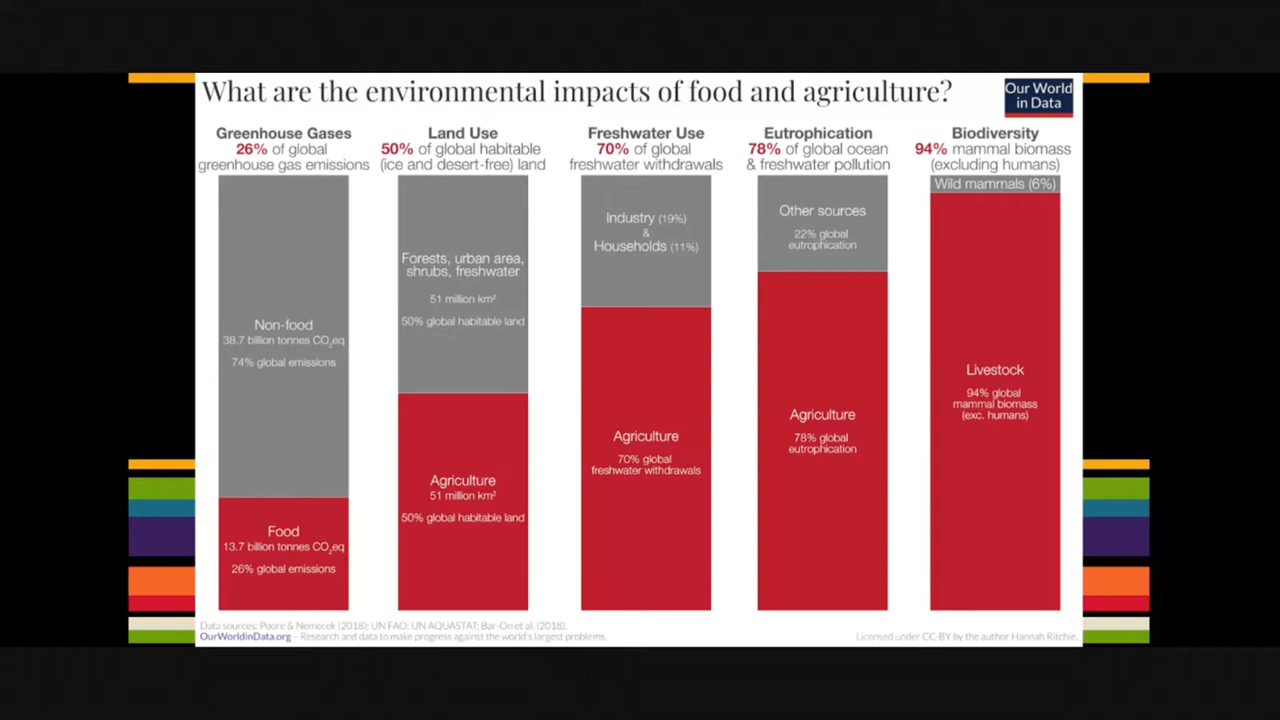 What are the environmental impacts of food and agriculture?
Our World
in Data
Greenhouse Gases
26% of global
greenhouse gas emissions
Non-food
38.7 billion tonnes CO₂eq
74% global emissions
Food
13.7 billion tonnes CO₂eq
26% global emissions
Land Use
50% of global habitable
(ice and desert-free) land
Forests, urban area,
shrubs, freshwater
51 million km²
50% global habitable land
Agriculture
51 million km²
50% global habitable land
Freshwater Use
70% of global
freshwater withdrawals
Industry (19%)
&
Households (11%)
Agriculture
70% global
freshwater withdrawals
Eutrophication
78% of global ocean
& freshwater pollution
Other sources
22% global
eutrophication
Agriculture
78% global
eutrophication
Biodiversity
94% mammal biomass
(excluding humans)
Wild mammals (6%)
Livestock
94% global
mammal biomass
(exc. humans)
Data sources: Poore & Nemecek (2018); UN FAO; UN AQUASTAT; Bar-On et al. (2018).
OurWorldinData.org - Research and data to make progress against the world's largest problems.
Licensed under CC-BY by the author Hannah Ritchie.